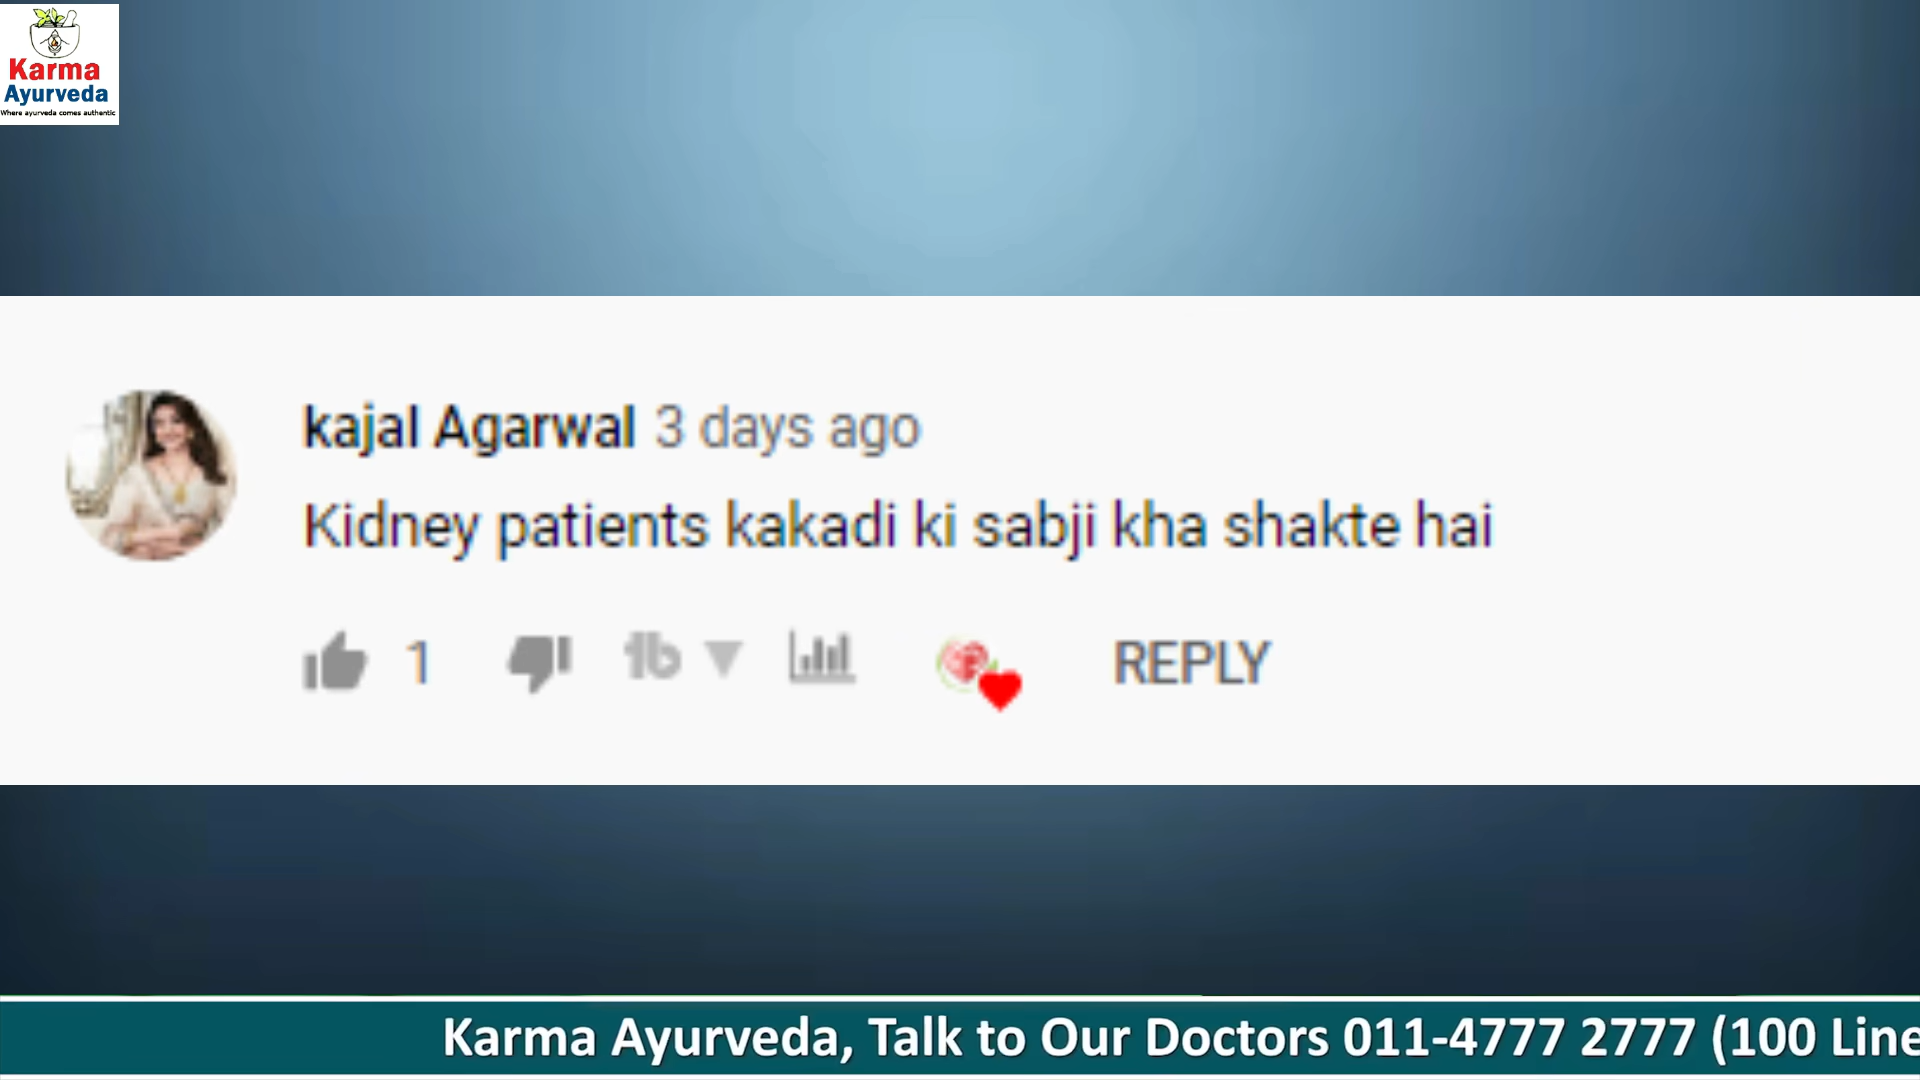 Karma
Ayurveda
Where ayurveda comes authentic
kajal Agarwal 3 days ago
Kidney patients kakadi ki sabji kha shakte hai
1 REPLY
Karma Ayurveda, Talk to Our Doctors 011-4777 2777 (100 Line